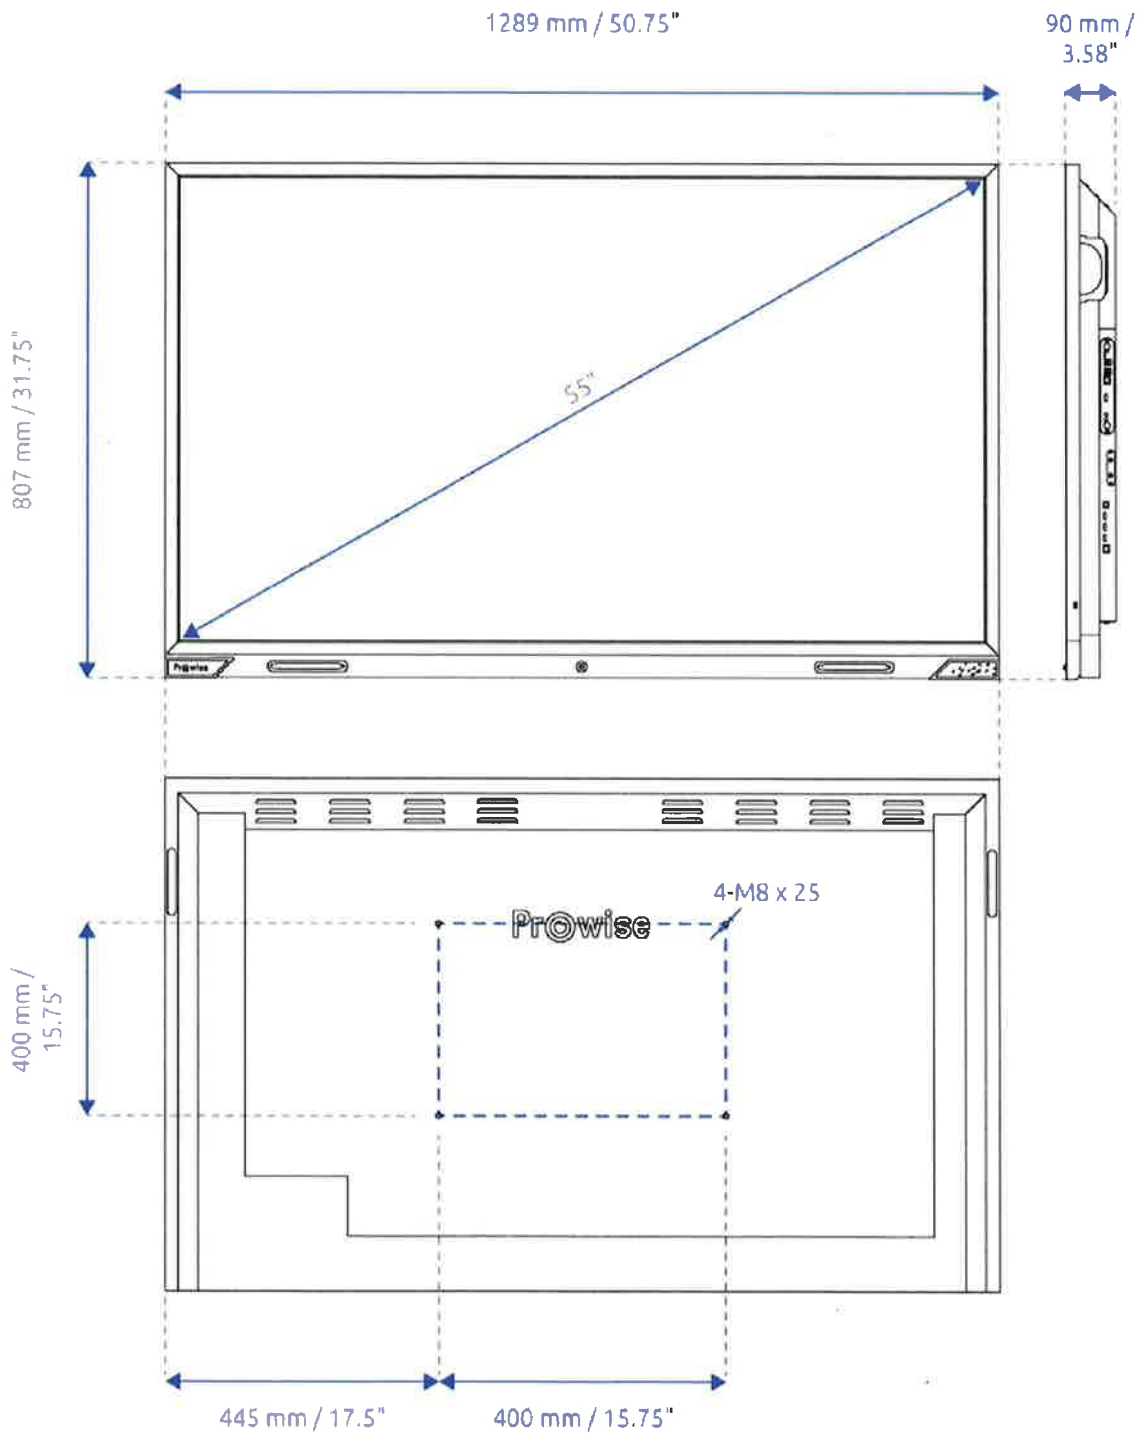 1289 mm / 50.75"
90 mm /
3.58"
807 mm / 31.75"
55"
Prowise
4-M8 x 25
Prowise
400 mm /
15.75"
445 mm / 17.5"
400 mm / 15.75"